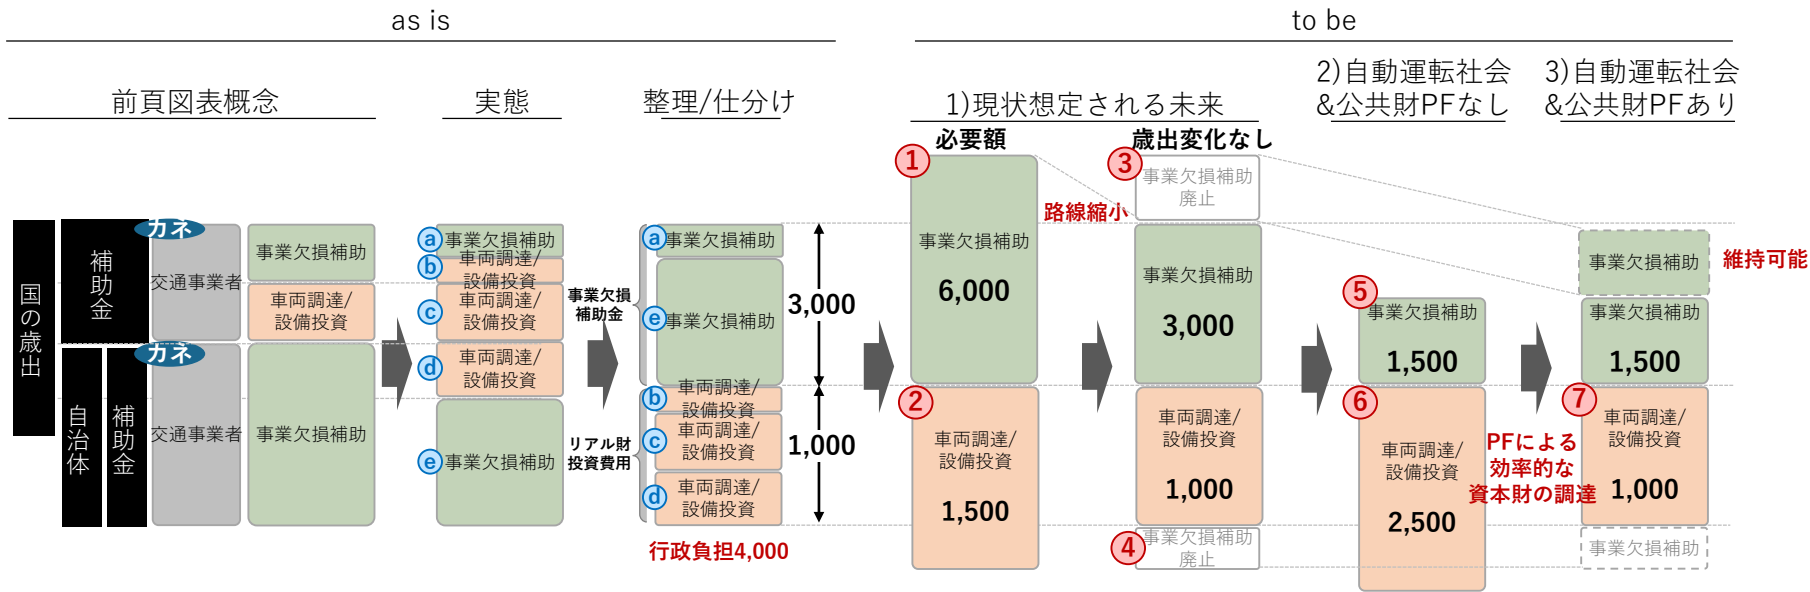 as is
to be
前頁図表概念
実態
整理/仕分け
1)現状想定される未来
2)自動運転社会
&公共財PFなし
3)自動運転社会
&公共財PFあり
国の歳出
補助金
自治体
補助金
カネ
交通事業者
カネ
交通事業者
事業欠損補助
車両調達/
設備投資
事業欠損補助
a
事業欠損補助
b
車両調達/
設備投資
c
車両調達/
設備投資
d
車両調達/
設備投資
e
事業欠損補助
事業欠損
補助金
リアル財
投資費用
a
事業欠損補助
e
事業欠損補助
b
車両調達/
設備投資
c
車両調達/
設備投資
d
車両調達/
設備投資
3,000
1,000
行政負担4,000
必要額
1
事業欠損補助
6,000
2
車両調達/
設備投資
1,500
路線縮小
歳出変化なし
3
事業欠損補助
廃止
事業欠損補助
3,000
車両調達/
設備投資
1,000
4
事業欠損補助
廃止
5
事業欠損補助
1,500
6
車両調達/
設備投資
2,500
PFによる
効率的な
資本財の調達
事業欠損補助
維持可能
事業欠損補助
1,500
7
車両調達/
設備投資
1,000
事業欠損補助